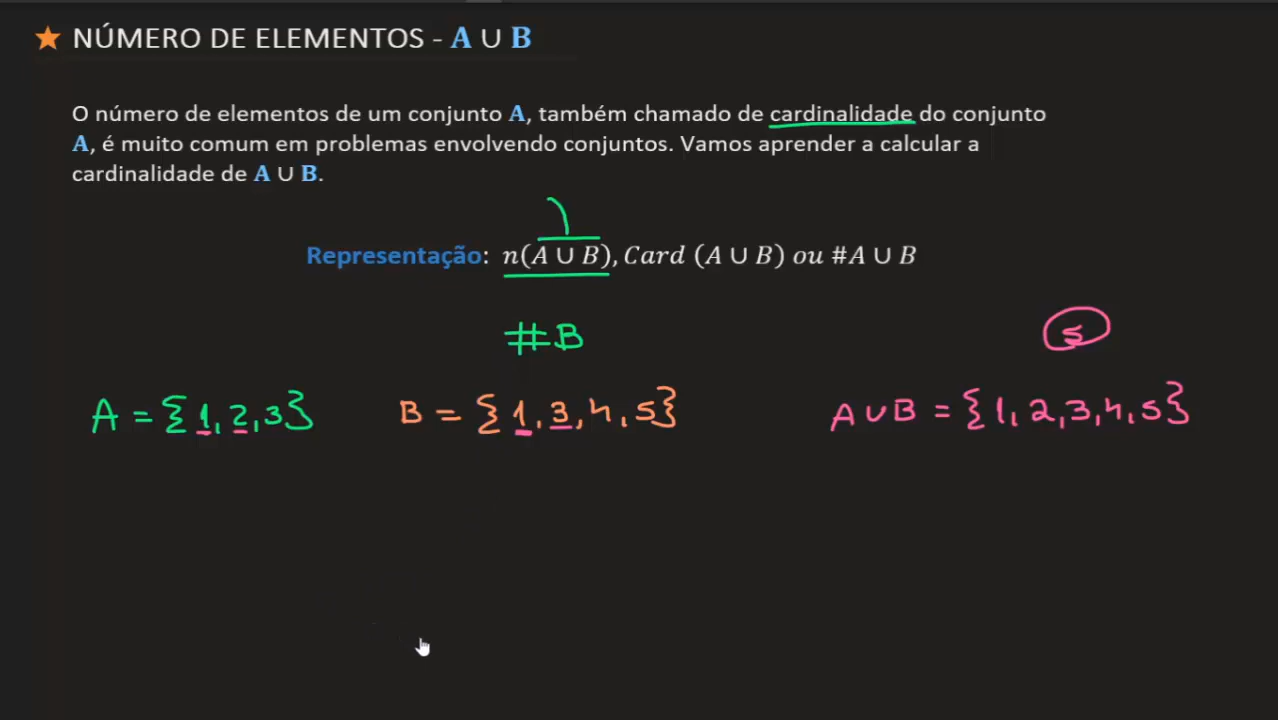 NÚMERO DE ELEMENTOS - A ∪ B
O número de elementos de um conjunto A, também chamado de cardinalidade do conjunto
A, é muito comum em problemas envolvendo conjuntos. Vamos aprender a calcular a
cardinalidade de A ∪ B.
Representação: n(A ∪ B), Card (A ∪ B) ou #A ∪ B
#B
5
A = {1, 2, 3} B = {1, 3, 4, 5} A ∪ B = {1, 2, 3, 4, 5}